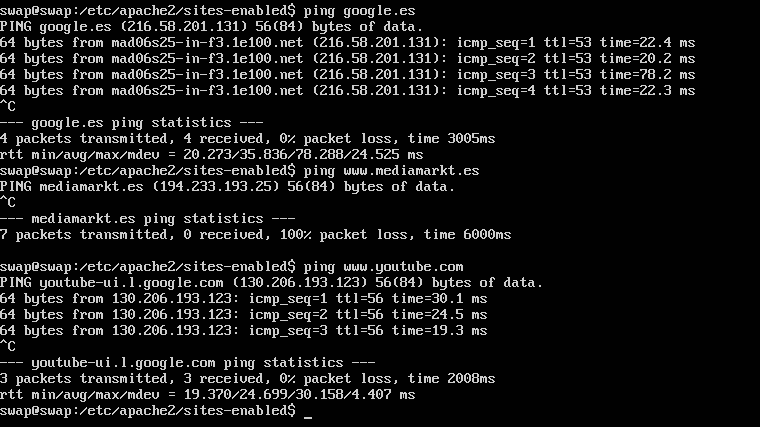 swap@swap:/etc/apache2/sites-enabled$ ping google.es
PING google.es (216.58.201.131) 56(84) bytes of data.
64 bytes from mad06s25-in-f3.1e100.net (216.58.201.131): icmp_seq=1 ttl=53 time=22.4 ms
64 bytes from mad06s25-in-f3.1e100.net (216.58.201.131): icmp_seq=2 ttl=53 time=20.2 ms
64 bytes from mad06s25-in-f3.1e100.net (216.58.201.131): icmp_seq=3 ttl=53 time=78.2 ms
64 bytes from mad06s25-in-f3.1e100.net (216.58.201.131): icmp_seq=4 ttl=53 time=22.3 ms
^C
--- google.es ping statistics ---
4 packets transmitted, 4 received, 0% packet loss, time 3005ms
rtt min/avg/max/mdev = 20.273/35.836/78.288/24.525 ms
swap@swap:/etc/apache2/sites-enabled$ ping www.mediamarkt.es
PING mediamarkt.es (194.233.193.25) 56(84) bytes of data.
^C
--- mediamarkt.es ping statistics ---
7 packets transmitted, 0 received, 100% packet loss, time 6000ms
swap@swap:/etc/apache2/sites-enabled$ ping www.youtube.com
PING youtube-ui.l.google.com (130.206.193.123) 56(84) bytes of data.
64 bytes from 130.206.193.123: icmp_seq=1 ttl=56 time=30.1 ms
64 bytes from 130.206.193.123: icmp_seq=2 ttl=56 time=24.5 ms
64 bytes from 130.206.193.123: icmp_seq=3 ttl=56 time=19.3 ms
^C
--- youtube-ui.l.google.com ping statistics ---
3 packets transmitted, 3 received, 0% packet loss, time 2008ms
rtt min/avg/max/mdev = 19.370/24.699/30.158/4.407 ms
swap@swap:/etc/apache2/sites-enabled$ _